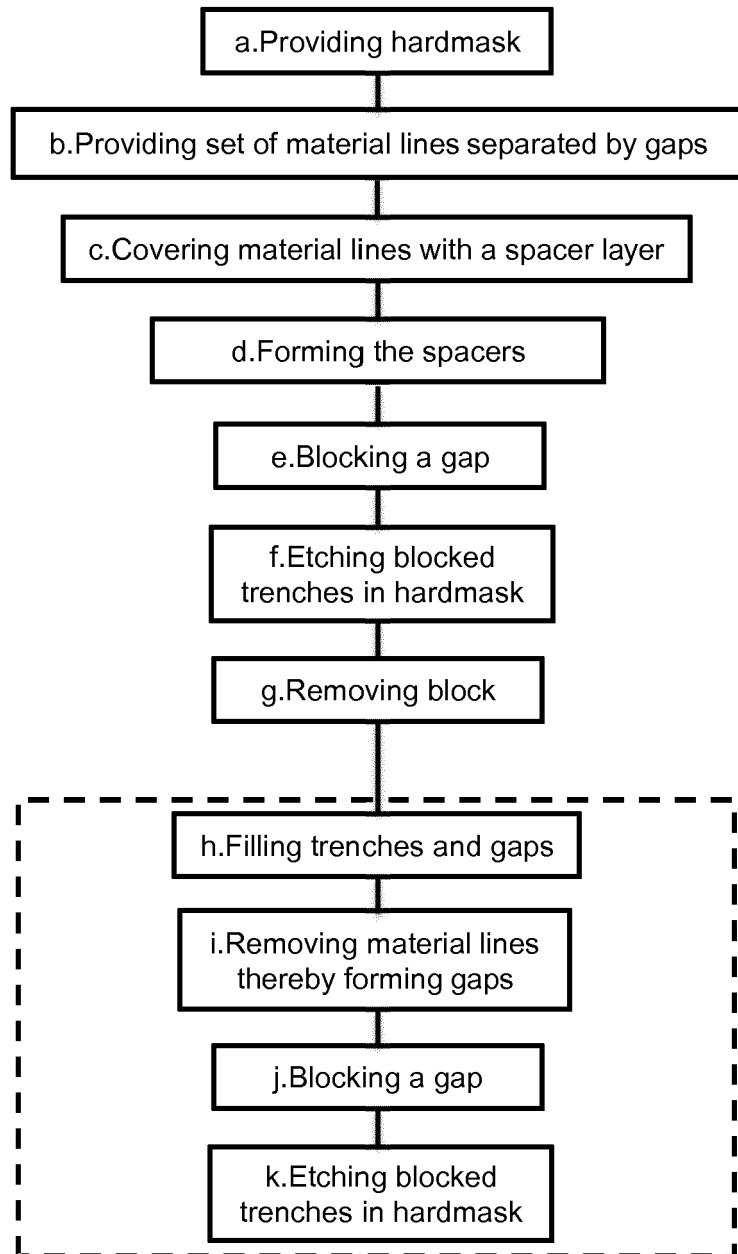 a.Providing hardmask
b.Providing set of material lines separated by gaps
c.Covering material lines with a spacer layer
d.Forming the spacers
e.Blocking a gap
f.Etching blocked
trenches in hardmask
g.Removing block
h.Filling trenches and gaps
i.Removing material lines
thereby forming gaps
j.Blocking a gap
k.Etching blocked
trenches in hardmask